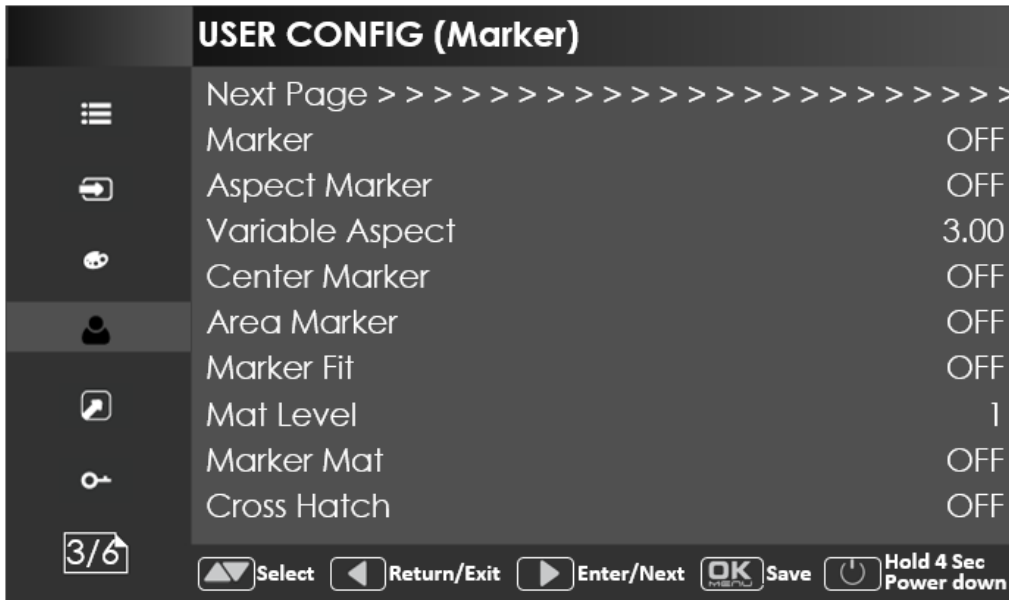 USER CONFIG (Marker)
Next Page > > > > > > > > > > > > > > > > > > > > > > >
Marker OFF
Aspect Marker OFF
Variable Aspect 3.00
Center Marker OFF
Area Marker OFF
Marker Fit OFF
Mat Level 1
Marker Mat OFF
Cross Hatch OFF
3/6
Select Return/Exit Enter/Next OK MENU Save Hold 4 Sec
Power down